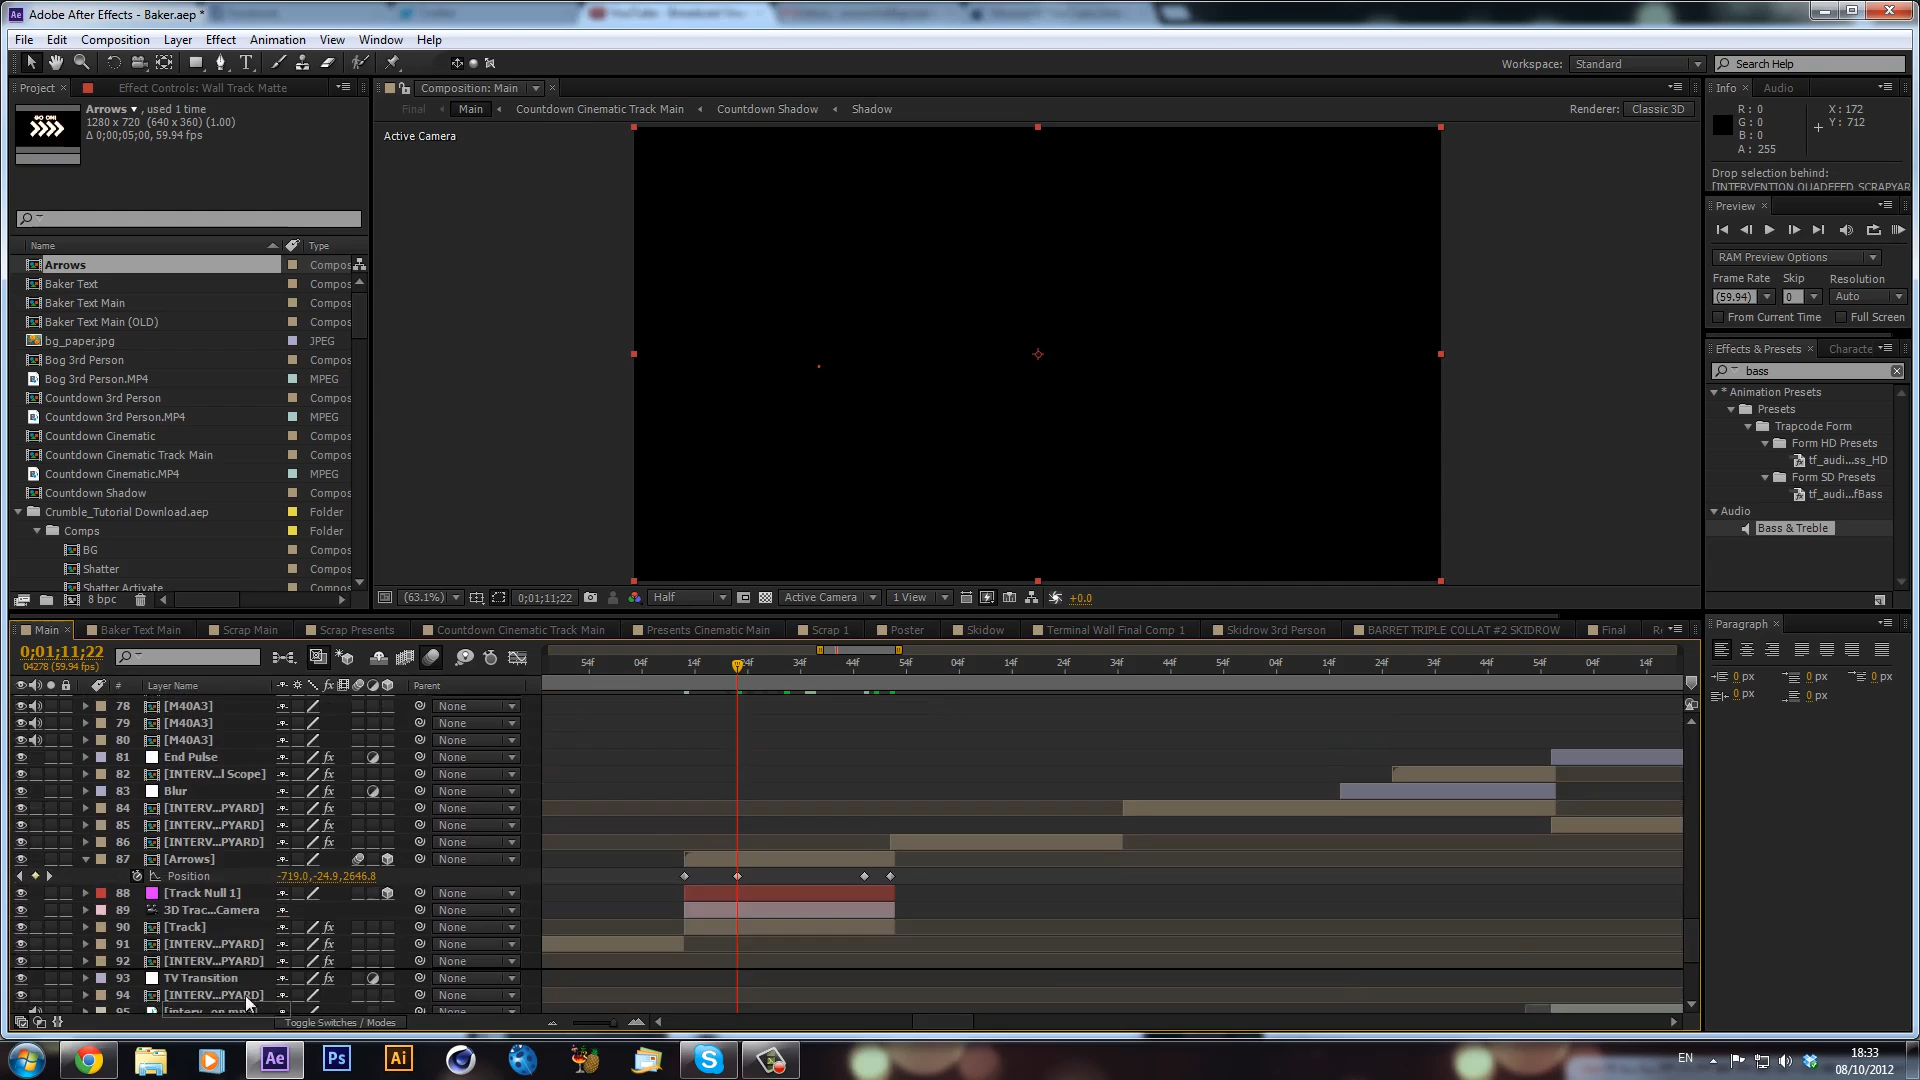 Adobe After Effects - Baker.aep *
File Edit Composition Layer Effect Animation View Window Help
Workspace: Standard
Search Help
Project
Effect Controls: Wall Track Matte
Arrows ▾, used 1 time
1280 x 720 (640 x 360) (1.00)
Δ 0;00;05;00, 59.94 fps
GO ON!
Name Type
Arrows Compos
Baker Text Compos
Baker Text Main Compos
Baker Text Main (OLD) Compos
bg_paper.jpg JPEG
Bog 3rd Person Compos
Bog 3rd Person.MP4 MPEG
Countdown 3rd Person Compos
Countdown 3rd Person.MP4 MPEG
Countdown Cinematic Compos
Countdown Cinematic Track Main Compos
Countdown Cinematic.MP4 MPEG
Countdown Shadow Compos
Crumble_Tutorial Download.aep Folder
Comps Folder
BG Compos
Shatter Compos
Shatter Activate Compos
8 bpc
Composition: Main
Final Main Countdown Cinematic Track Main Countdown Shadow Shadow
Renderer: Classic 3D
Active Camera
(63.1%) 0;01;11;22 Half Active Camera 1 View +0.0
Info Audio
R: 0 X: 172
G: 0 Y: 712
B: 0
A: 255
Drop selection behind:
[INTERVENTION QUADFEED SCRAPYAR
Preview
RAM Preview Options
Frame Rate Skip Resolution
(59.94) 0 Auto
From Current Time Full Screen
Effects & Presets Characte
bass
* Animation Presets
Presets
Trapcode Form
Form HD Presets
tf_audi...ss_HD
Form SD Presets
tf_audi...fBass
Audio
Bass & Treble
Paragraph
0 px 0 px 0 px
0 px 0 px
Main Baker Text Main Scrap Main Scrap Presents Countdown Cinematic Track Main Presents Cinematic Main Scrap 1 Poster Skidow Terminal Wall Final Comp 1 Skidrow 3rd Person BARRET TRIPLE COLLAT #2 SKIDROW Final
0;01;11;22
04278 (59.94 fps)
54f 04f 14f 24f 34f 44f 54f 04f 14f 24f 34f 44f 54f 04f 14f 24f 34f 44f 54f 04f 14f
# Layer Name Parent
78 [M40A3] None
79 [M40A3] None
80 [M40A3] None
81 End Pulse None
82 [INTERV...l Scope] None
83 Blur None
84 [INTERV...PYARD] None
85 [INTERV...PYARD] None
86 [INTERV...PYARD] None
87 [Arrows] None
Position -719.0,-24.9,2646.8
88 [Track Null 1] None
89 3D Trac...Camera None
90 [Track] None
91 [INTERV...PYARD] None
92 [INTERV...PYARD] None
93 TV Transition None
94 [INTERV...PYARD] None
95
Toggle Switches / Modes
Ae Ps Ai
EN
18:33
08/10/2012